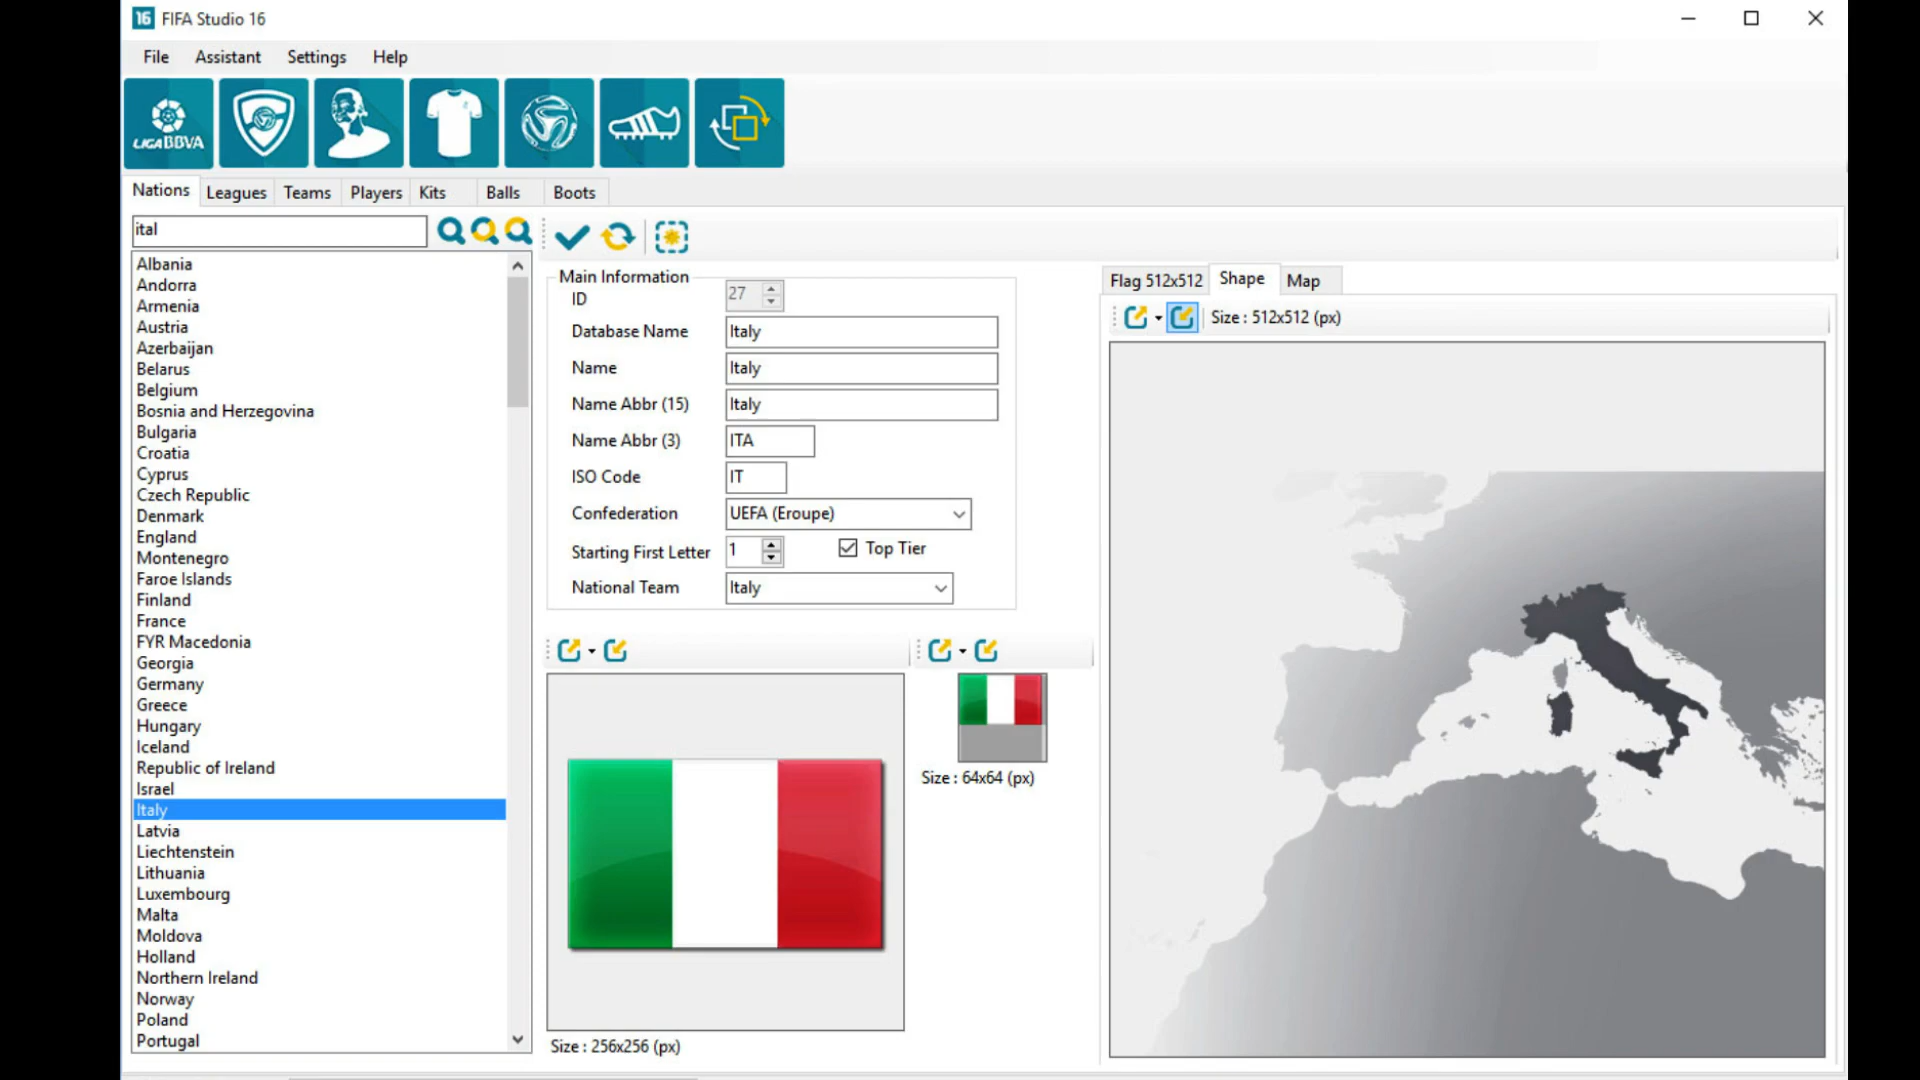 16 FIFA Studio 16
File Assistant Settings Help
LIGA BBVA
Nations Leagues Teams Players Kits Balls Boots
ital
Albania
Andorra
Armenia
Austria
Azerbaijan
Belarus
Belgium
Bosnia and Herzegovina
Bulgaria
Croatia
Cyprus
Czech Republic
Denmark
England
Montenegro
Faroe Islands
Finland
France
FYR Macedonia
Georgia
Germany
Greece
Hungary
Iceland
Republic of Ireland
Israel
Italy
Latvia
Liechtenstein
Lithuania
Luxembourg
Malta
Moldova
Holland
Northern Ireland
Norway
Poland
Portugal
Main Information
ID 27
Database Name Italy
Name Italy
Name Abbr (15) Italy
Name Abbr (3) ITA
ISO Code IT
Confederation UEFA (Eroupe)
Starting First Letter 1 Top Tier
National Team Italy
Size : 64x64 (px)
Size : 256x256 (px)
Flag 512x512 Shape Map
Size : 512x512 (px)